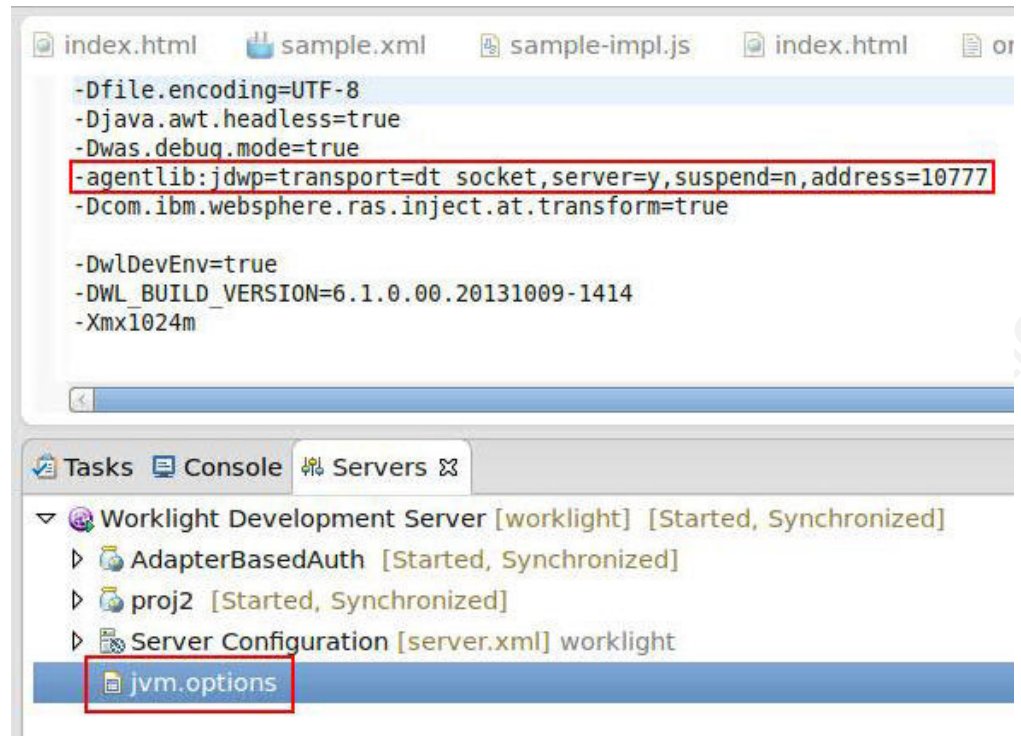 index.html sample.xml sample-impl.js index.html or
-Dfile.encoding=UTF-8
-Djava.awt.headless=true
-Dwas.debug.mode=true
-agentlib:jdwp=transport=dt_socket,server=y,suspend=n,address=10777
-Dcom.ibm.websphere.ras.inject.at.transform=true
-DwlDevEnv=true
-DWL_BUILD_VERSION=6.1.0.00.20131009-1414
-Xmx1024m
Tasks Console Servers
Worklight Development Server [worklight] [Started, Synchronized]
AdapterBasedAuth [Started, Synchronized]
proj2 [Started, Synchronized]
Server Configuration [server.xml] worklight
jvm.options